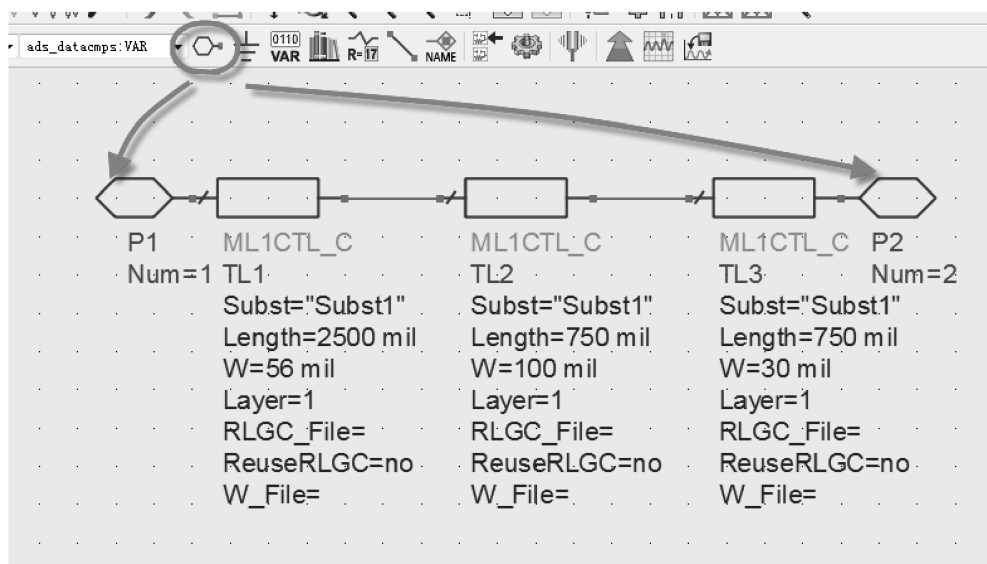 ads_datacmps:VAR
0110
VAR
R=17
NAME
P1
Num=1
ML1CTL_C
TL1
Subst="Subst1"
Length=2500 mil
W=56 mil
Layer=1
RLGC_File=
ReuseRLGC=no
W_File=
ML1CTL_C
TL2
Subst="Subst1"
Length=750 mil
W=100 mil
Layer=1
RLGC_File=
ReuseRLGC=no
W_File=
ML1CTL_C
TL3
Subst="Subst1"
Length=750 mil
W=30 mil
Layer=1
RLGC_File=
ReuseRLGC=no
W_File=
P2
Num=2